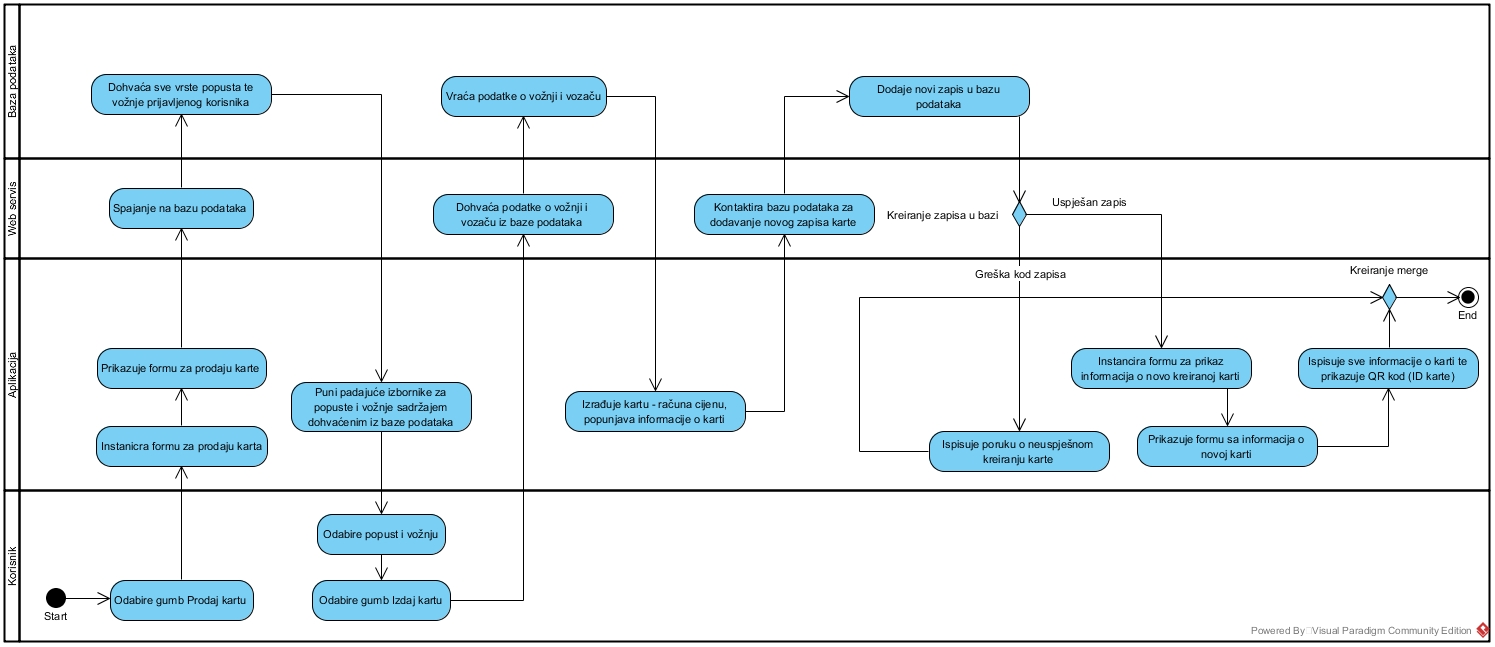 Baza podataka
Dohvaća sve vrste popusta te
vožnje prijavljenog korisnika
Vraća podatke o vožnji i vozaču
Dodaje novi zapis u bazu
podataka
Web servis
Spajanje na bazu podataka
Dohvaća podatke o vožnji i
vozaču iz baze podataka
Kontaktira bazu podataka za
dodavanje novog zapisa karte
Kreiranje zapisa u bazi
Uspješan zapis
Aplikacija
Greška kod zapisa
Kreiranje merge
End
Prikazuje formu za prodaju karte
Instanicra formu za prodaju karta
Puni padajuće izbornike za
popuste i vožnje sadržajem
dohvaćenim iz baze podataka
Izrađuje kartu - računa cijenu,
popunjava informacije o karti
Ispisuje poruku o neuspješnom
kreiranju karte
Instancira formu za prikaz
informacija o novo kreiranoj karti
Prikazuje formu sa informacija o
novoj karti
Ispisuje sve informacije o karti te
prikazuje QR kod (ID karte)
Korisnik
Start
Odabire gumb Prodaj kartu
Odabire popust i vožnju
Odabire gumb Izdaj kartu
Powered By Visual Paradigm Community Edition